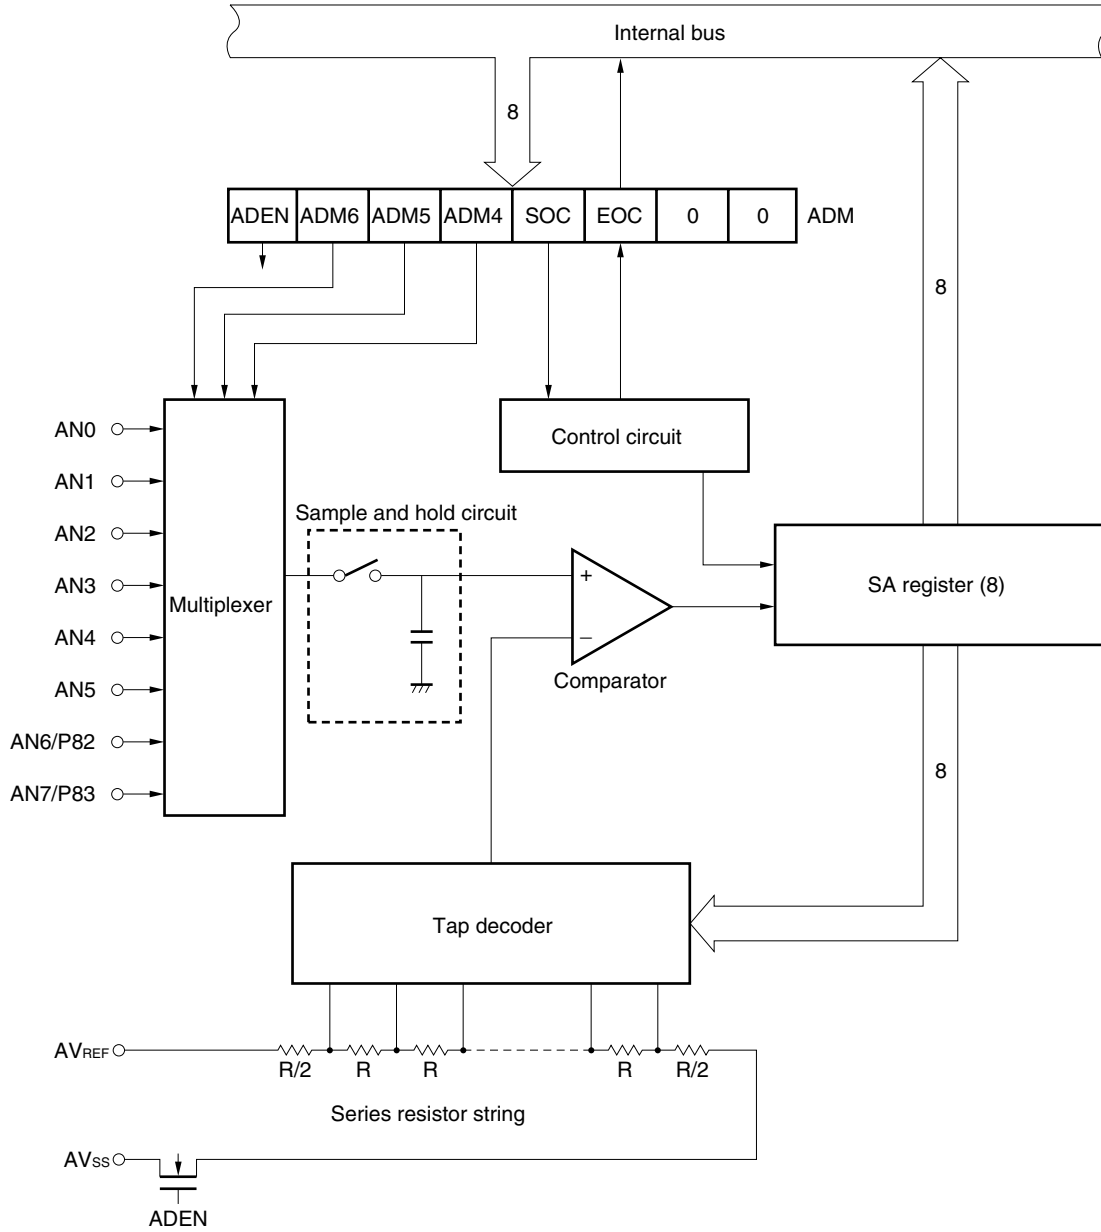 Internal bus
8
ADEN ADM6 ADM5 ADM4 SOC EOC 0 0 ADM
8
AN0
AN1
AN2
AN3
AN4
AN5
AN6/P82
AN7/P83
Multiplexer
Control circuit
Sample and hold circuit
+
−
Comparator
SA register (8)
8
Tap decoder
AVREF
R/2 R R R R/2
Series resistor string
AVSS
ADEN